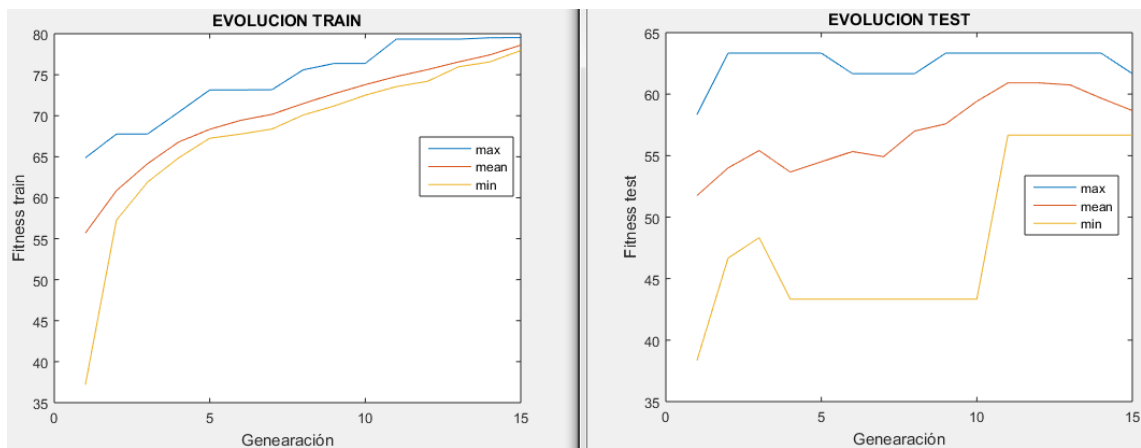 EVOLUCION TRAIN
80
75
70
65
60
55
50
45
40
35
Fitness train
max
mean
min
0
5
10
15
Genearación
EVOLUCION TEST
65
60
55
50
45
40
35
Fitness test
max
mean
min
0
5
10
15
Genearación